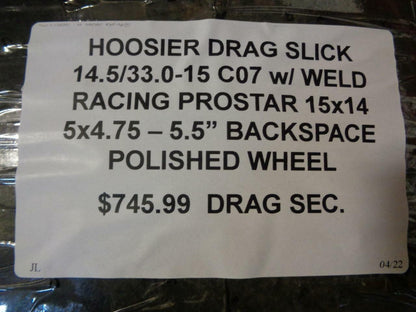 HOOSIER DRAG SLICK
14.5/33.0-15 C07 w/ WELD
RACING PROSTAR 15x14
5x4.75 – 5.5” BACKSPACE
POLISHED WHEEL
$745.99 DRAG SEC.
JL
04/22